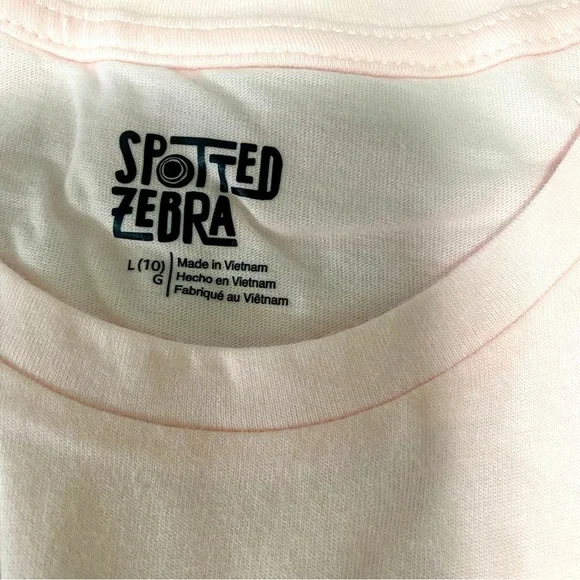 SPOTTED
ZEBRA
L (10)
G
Made in Vietnam
Hecho en Vietnam
Fabriqué au Viêtnam